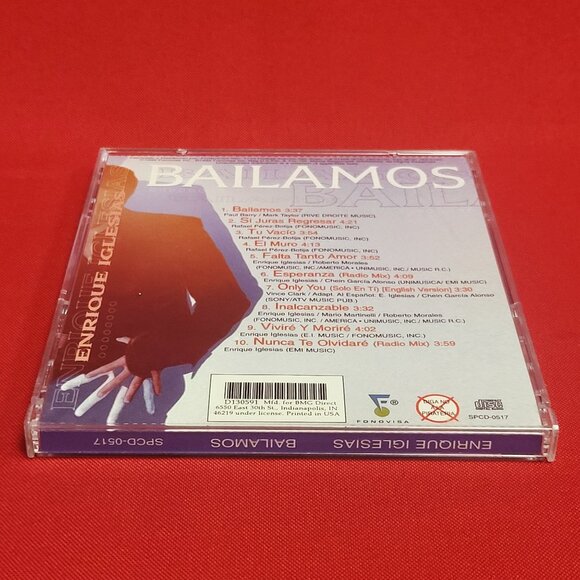 BAILAMOS
ENRIQUE IGLESIAS
1. Bailamos 3:37
Paul Barry / Mark Taylor (RIVE DROITE MUSIC)
2. Si Juras Regresar 4:21
Rafael Pérez-Botija (FONOMUSIC, INC)
3. Tu Vacío 3:54
Rafael Pérez-Botija (FONOMUSIC, INC)
4. El Muro 4:13
Rafael Pérez-Botija (FONOMUSIC, INC)
5. Falta Tanto Amor 3:52
Enrique Iglesias / Roberto Morales
(FONOMUSIC, INC./AMERICA • UNIMUSIC, INC./ MUSIC R.C.)
6. Esperanza (Radio Mix) 4:09
Enrique Iglesias / Chein García Alonso (UNIMUSICA/ EMI MUSIC)
7. Only You (Sólo En Tí) [English Version] 3:30
Vince Clark / Adapt. Al Español: E. Iglesias / Chein García Alonso
(SONY/ATV MUSIC PUB.)
8. Inalcanzable 3:32
Enrique Iglesias / Mario Martinelli / Roberto Morales
(FONOMUSIC, INC. / AMERICA • UNIMUSIC, INC./ MUSIC R.C.)
9. Viviré Y Moriré 4:02
Enrique Iglesias (E.I. MUSIC / FONOMUSIC, INC.)
10. Nunca Te Olvidaré (Radio Mix) 3:59
Enrique Iglesias (EMI MUSIC)
D130591 Mfd. for BMG Direct
6550 East 30th St., Indianapolis, IN
46219 under license. Printed in USA
FONOVISA
DIGA NO
A LA
PIRATERIA
SPCD-0517
ENRIQUE IGLESIAS BAILAMOS SPCD-0517